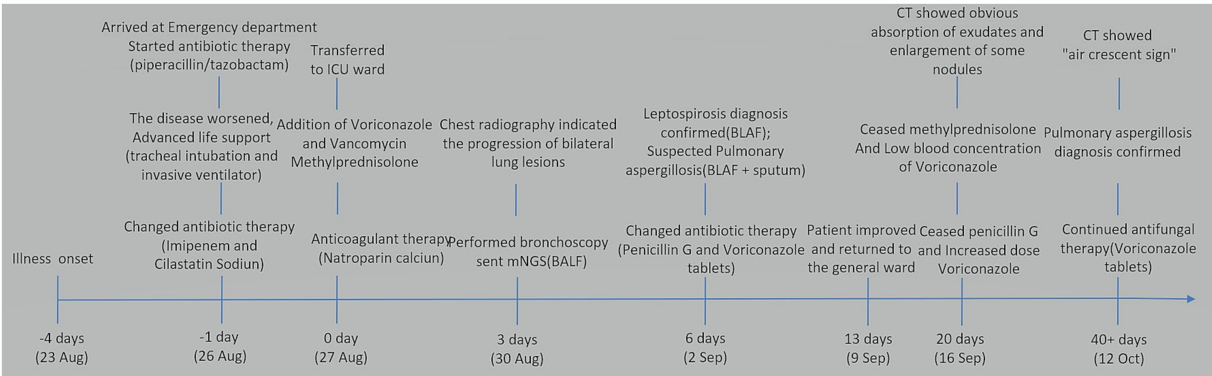 Illness onset
-4 days
(23 Aug)
Arrived at Emergency department
Started antibiotic therapy
(piperacillin/tazobactam)
The disease worsened,
Advanced life support
(tracheal intubation and
invasive ventilator)
Changed antibiotic therapy
(Imipenem and
Cilastatin Sodiun)
-1 day
(26 Aug)
Transferred
to ICU ward
Addition of Voriconazole
and Vancomycin
Methylprednisolone
Anticoagulant therapy
(Natroparin calciun)
0 day
(27 Aug)
Chest radiography indicated
the progression of bilateral
lung lesions
Performed bronchoscopy
sent mNGS(BALF)
3 days
(30 Aug)
Leptospirosis diagnosis
confirmed(BLAF);
Suspected Pulmonary
aspergillosis(BLAF + sputum)
Changed antibiotic therapy
(Penicillin G and Voriconazole
tablets)
6 days
(2 Sep)
Patient improved
and returned to
the general ward
13 days
(9 Sep)
CT showed obvious
absorption of exudates and
enlargement of some
nodules
Ceased methylprednisolone
And Low blood concentration
of Voriconazole
Ceased penicillin G
and Increased dose
Voriconazole
20 days
(16 Sep)
CT showed
"air crescent sign"
Pulmonary aspergillosis
diagnosis confirmed
Continued antifungal
therapy(Voriconazole
tablets)
40+ days
(12 Oct)